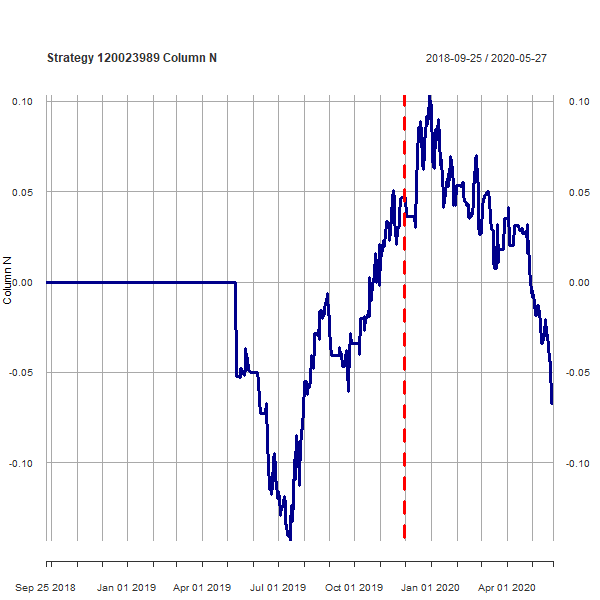 Strategy 120023989 Column N
2018-09-25 / 2020-05-27
0.10
0.10
0.05
0.05
0.00
0.00
-0.05
-0.05
-0.10
-0.10
Column N
Sep 25 2018
Jan 01 2019
Apr 01 2019
Jul 01 2019
Oct 01 2019
Jan 01 2020
Apr 01 2020